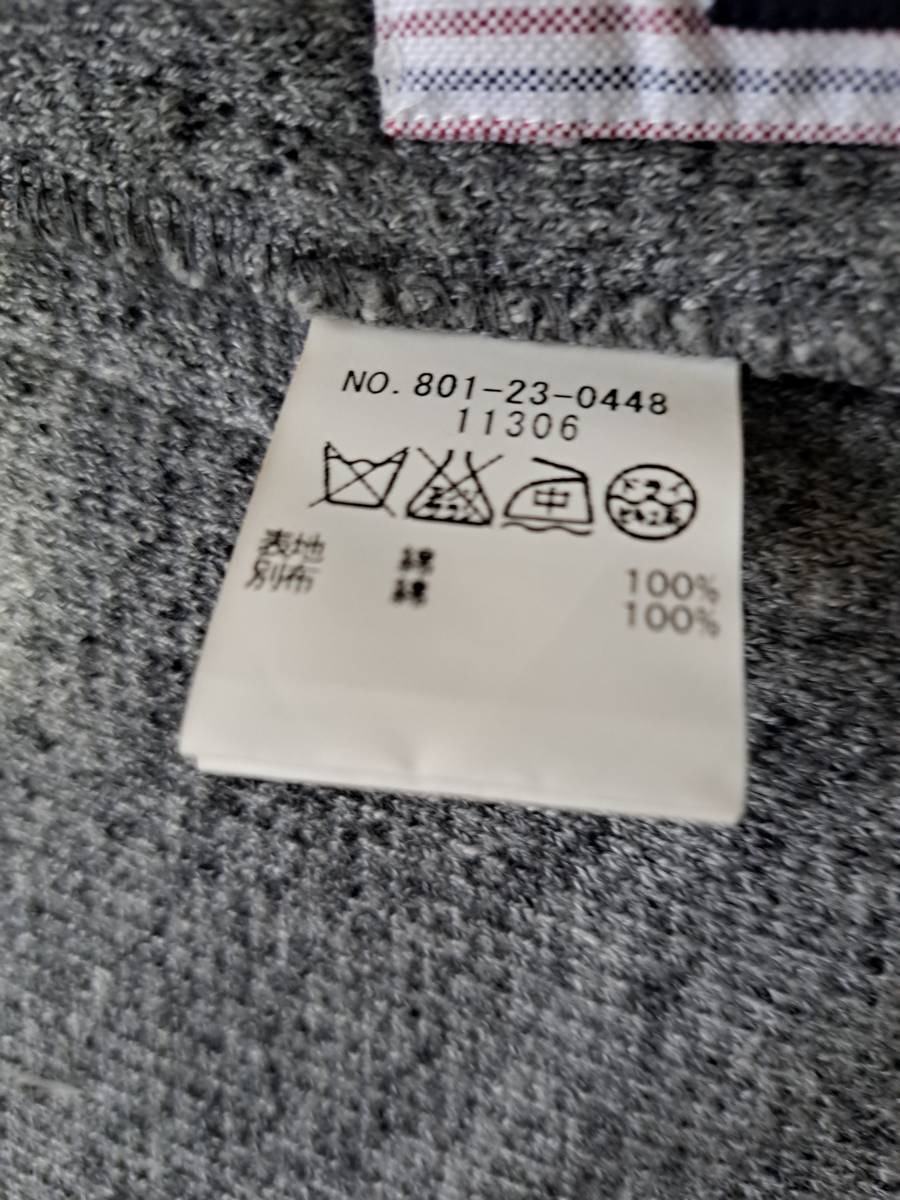 NO. 801-23-0448
11306
中 ドライ
表地 綿 100%
別布 綿 100%